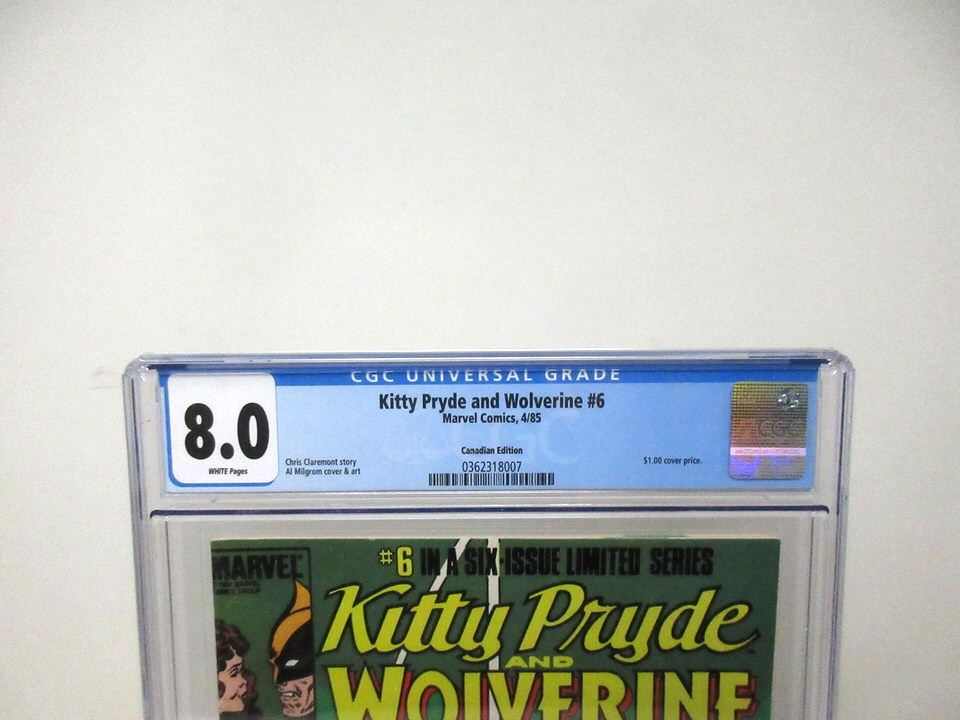 CGC UNIVERSAL GRADE
8.0
WHITE Pages
Kitty Pryde and Wolverine #6
Marvel Comics, 4/85
Chris Claremont story
Al Milgrom cover & art
Canadian Edition
0362318007
$1.00 cover price.
CGC
MARVEL
#6 IN A SIX-ISSUE LIMITED SERIES
Kitty Pryde
AND
WOLVERINE